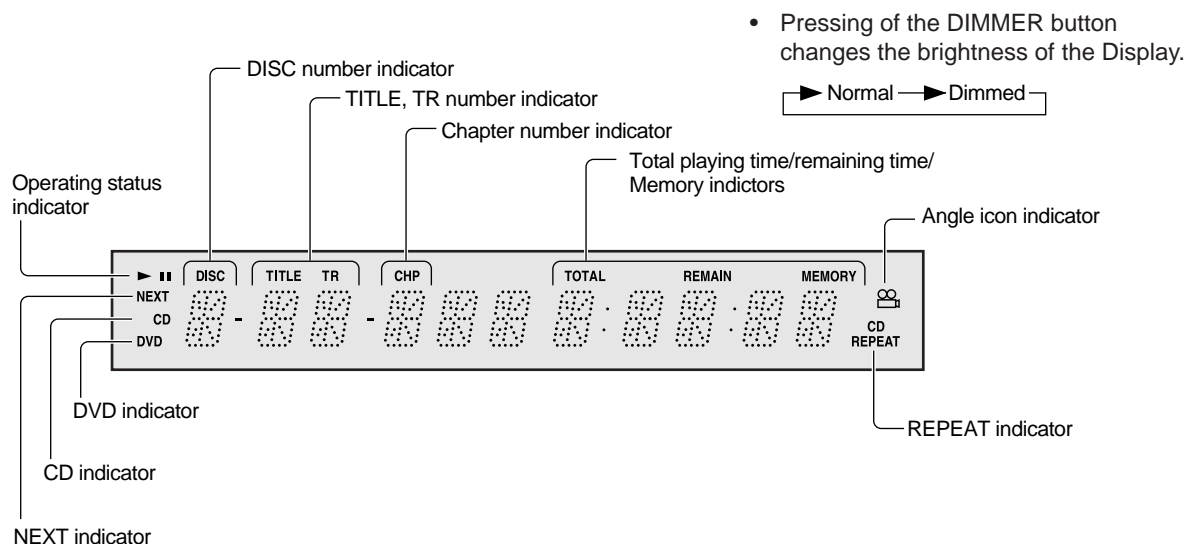 • Pressing of the DIMMER button
changes the brightness of the Display.
Normal Dimmed
DISC number indicator
TITLE, TR number indicator
Chapter number indicator
Total playing time/remaining time/
Memory indictors
Operating status
indicator
Angle icon indicator
DISC TITLE TR CHP TOTAL REMAIN MEMORY
NEXT
CD
DVD
CD
REPEAT
DVD indicator
REPEAT indicator
CD indicator
NEXT indicator